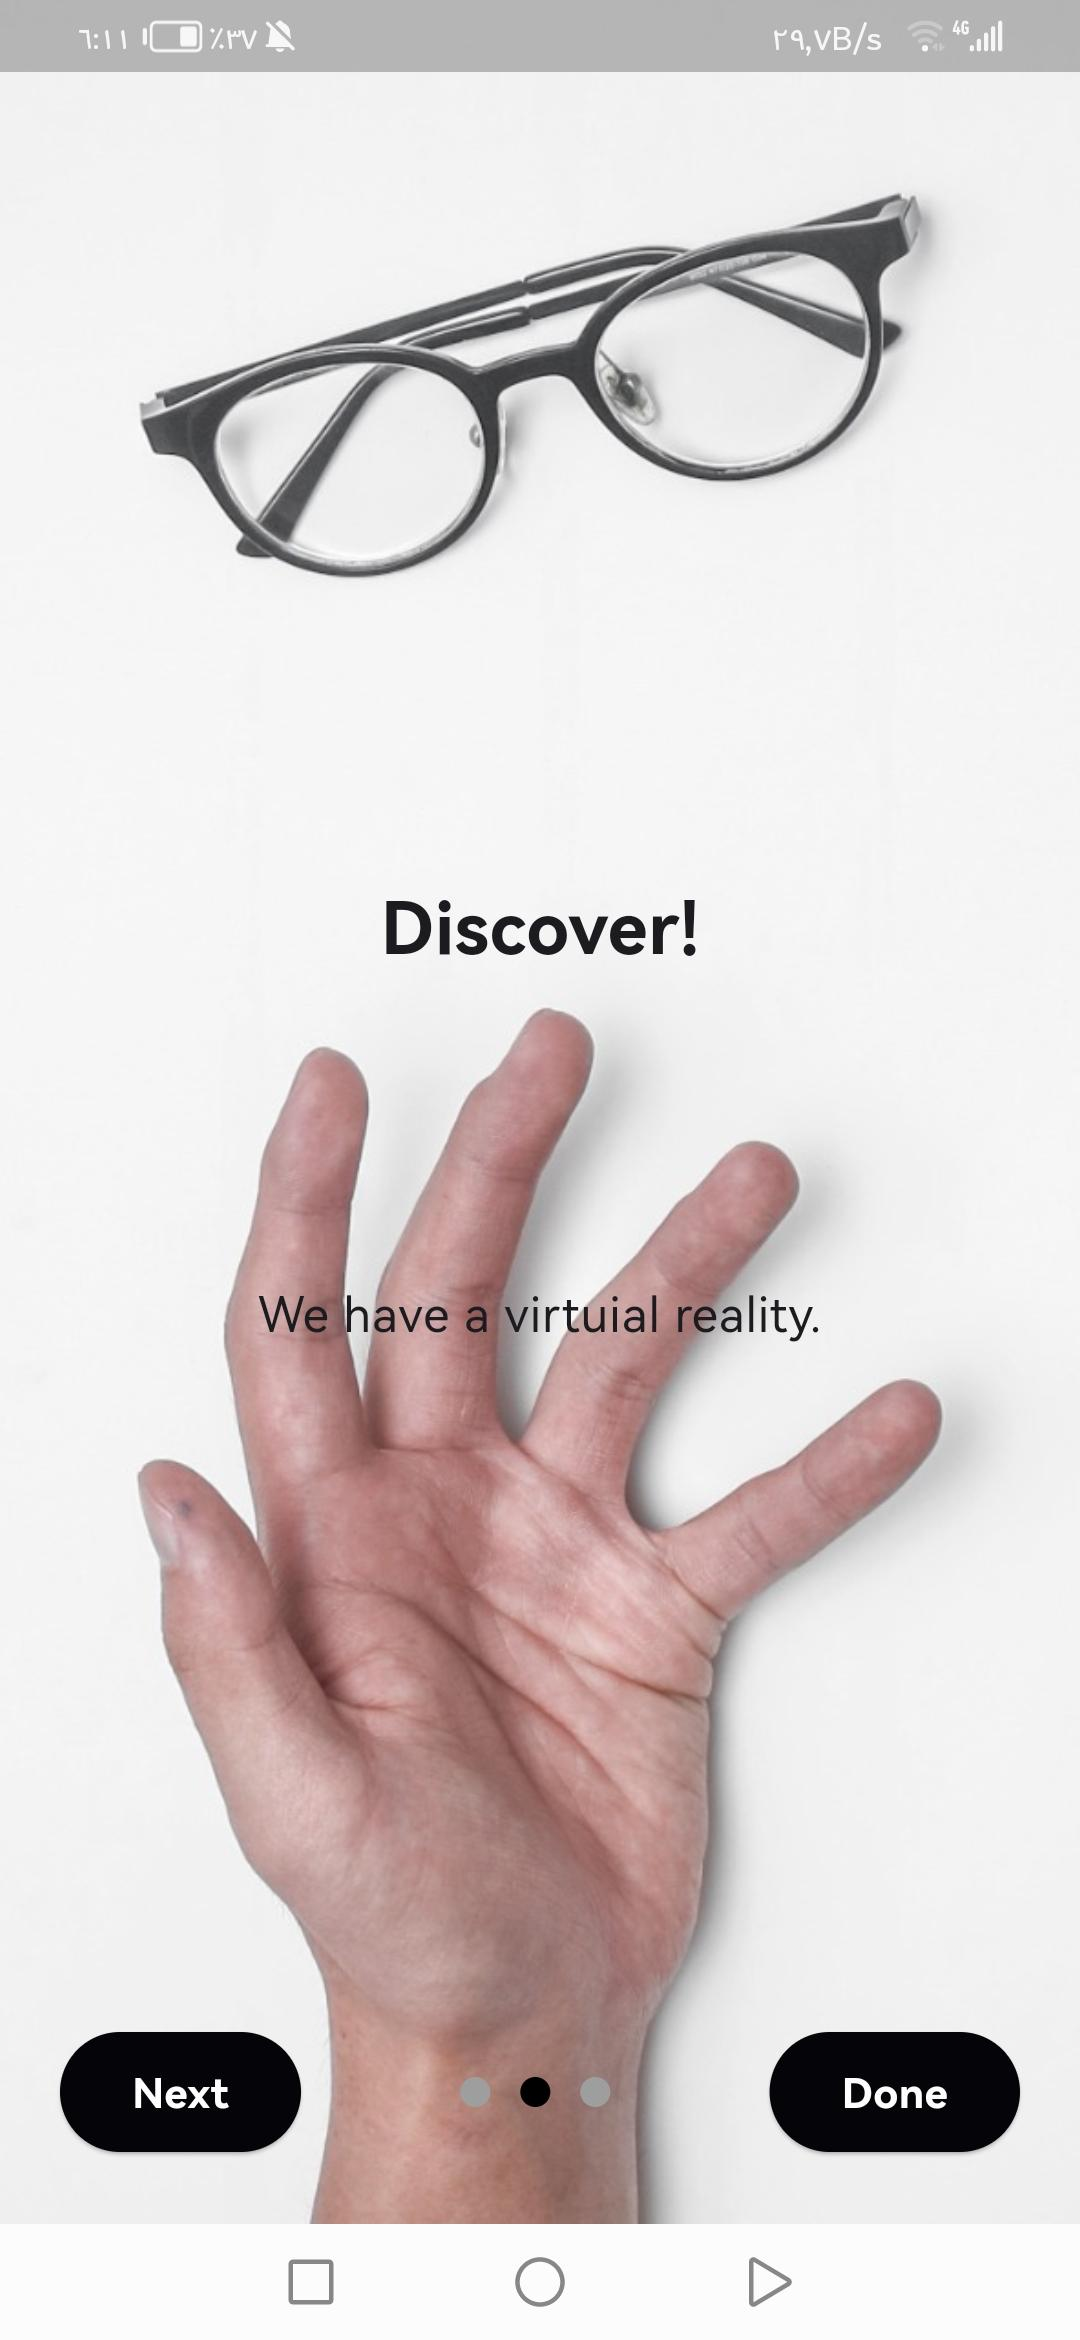 ٦:١١ ٪٣٧ ٢٩,٧B/s 4G
Discover!
We have a virtuial reality.
Next Done